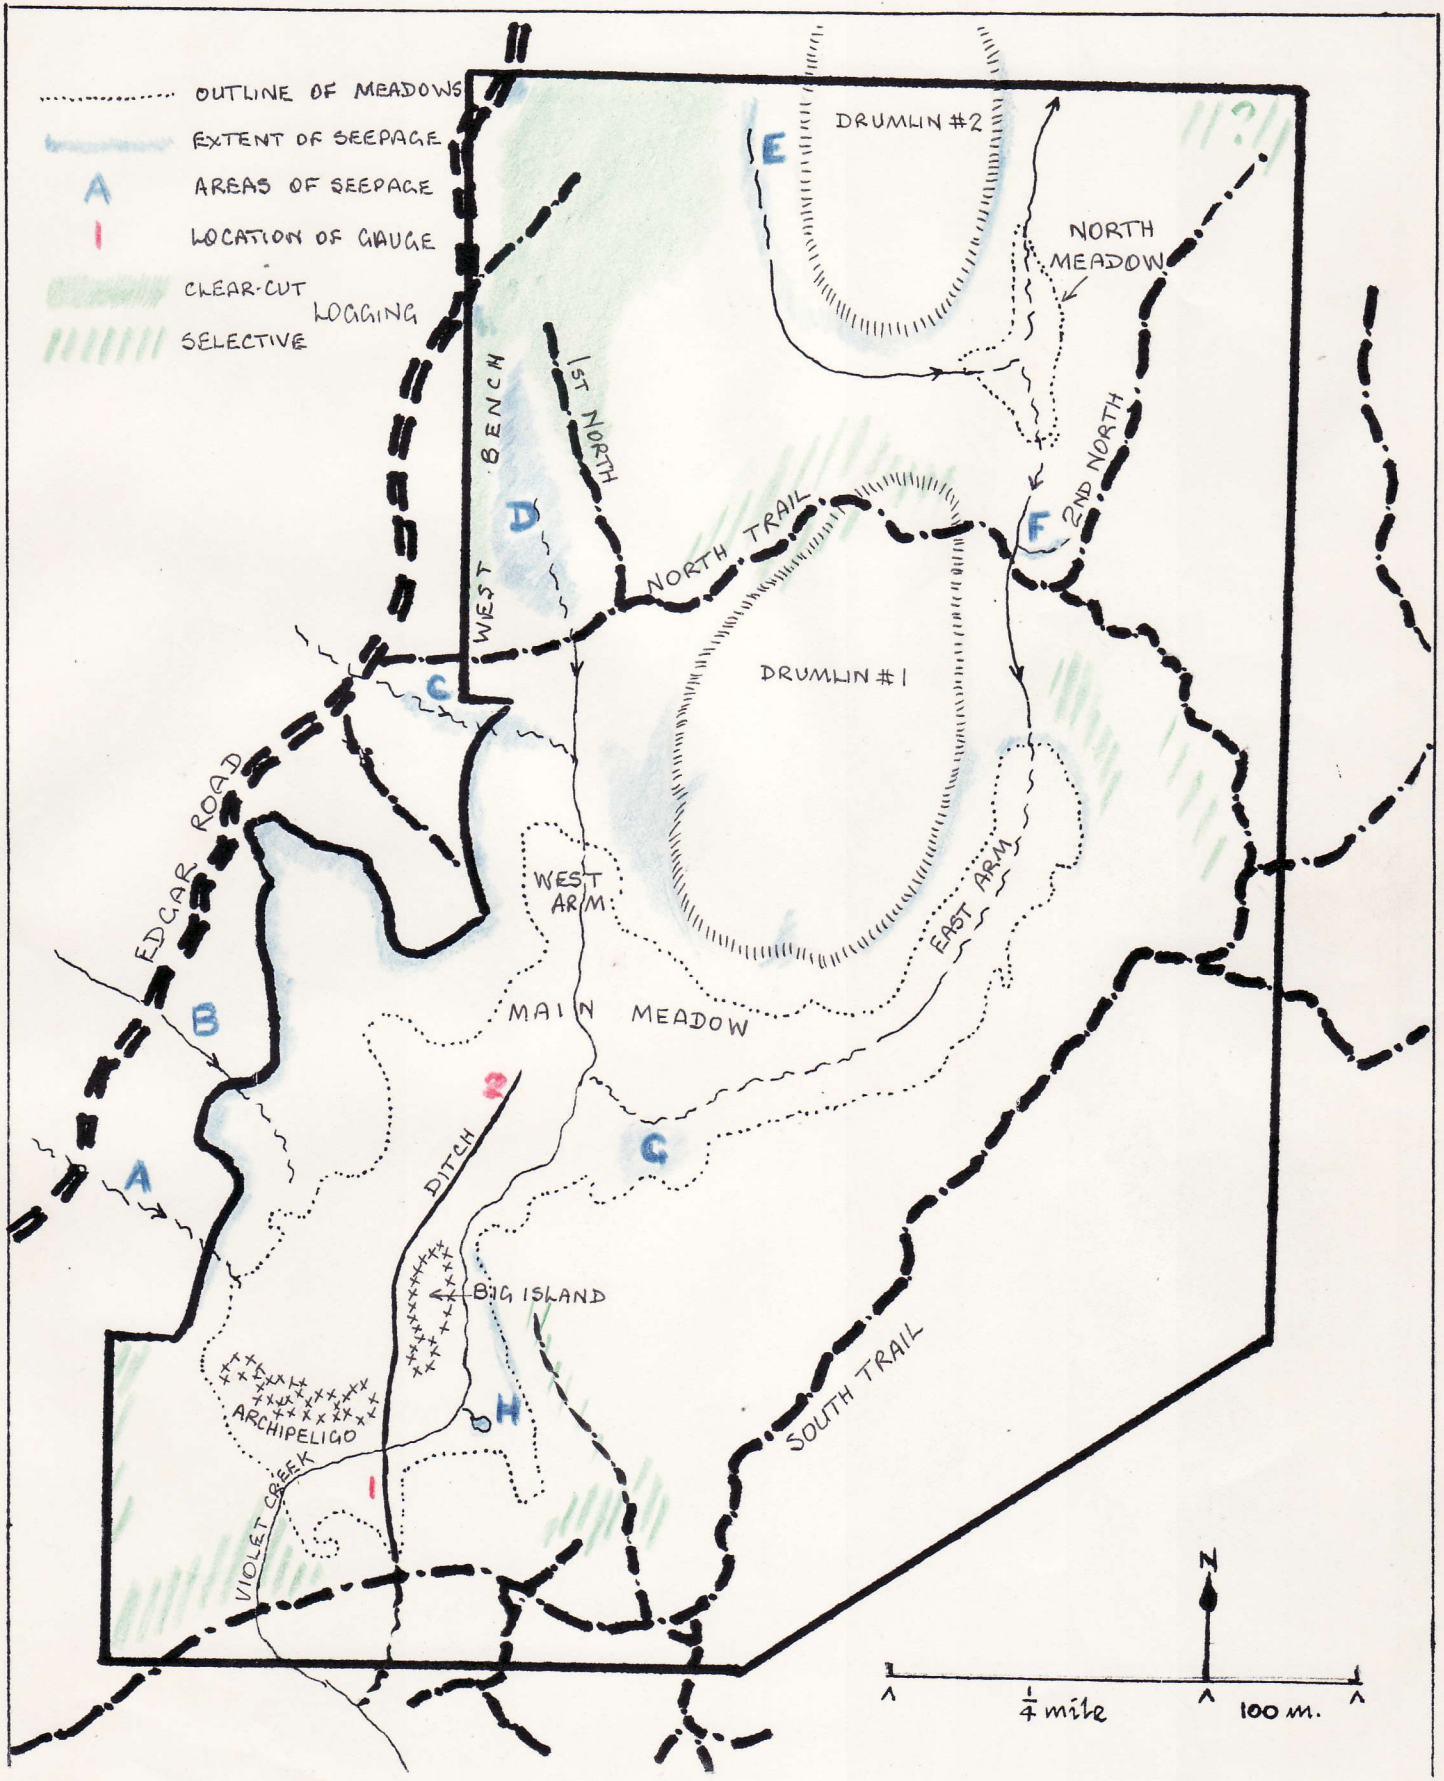 OUTLINE OF MEADOWS
EXTENT OF SEEPAGE
A AREAS OF SEEPAGE
1 LOCATION OF GAUGE
CLEAR-CUT
LOGGING
SELECTIVE
DRUMLIN #2
E
?
NORTH
MEADOW
WEST BENCH
1ST NORTH
2ND NORTH
D
F
NORTH TRAIL
C
DRUMLIN #1
EDGAR ROAD
WEST
ARM
EAST ARM
B
MAIN MEADOW
2
DITCH
G
A
BIG ISLAND
H
ARCHIPELIGO
SOUTH TRAIL
VIOLET CREEK
1
N
1/4 mile
100 m.